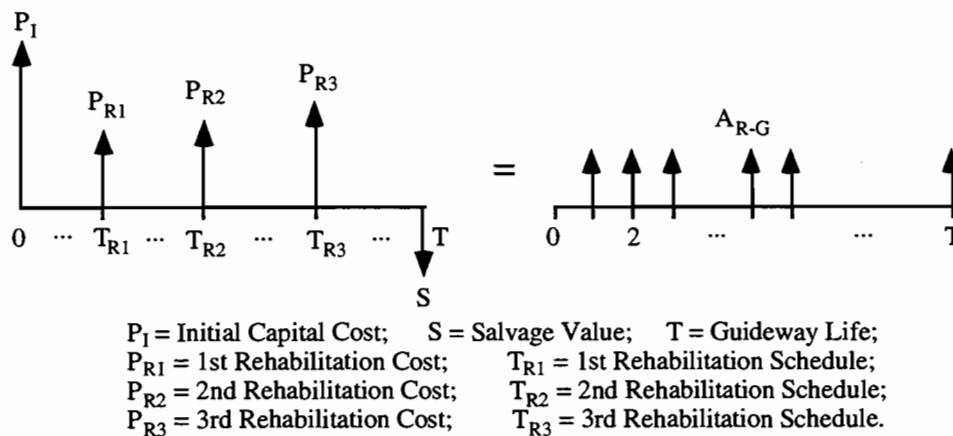 P_I
P_R1
P_R2
P_R3
0 ... T_R1 ... T_R2 ... T_R3 ... T
S
=
A_R-G
0 2 ... ... T
P_I = Initial Capital Cost; S = Salvage Value; T = Guideway Life;
P_R1 = 1st Rehabilitation Cost; T_R1 = 1st Rehabilitation Schedule;
P_R2 = 2nd Rehabilitation Cost; T_R2 = 2nd Rehabilitation Schedule;
P_R3 = 3rd Rehabilitation Cost; T_R3 = 3rd Rehabilitation Schedule.